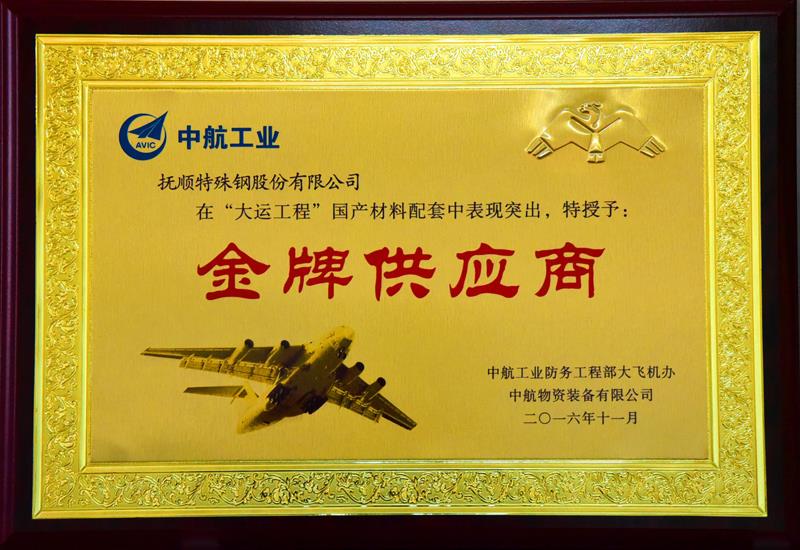 AVIC 中航工业
抚顺特殊钢股份有限公司
在“大运工程”国产材料配套中表现突出，特授予：
金牌供应商
中航工业防务工程部大飞机办
中航物资装备有限公司
二〇一六年十一月